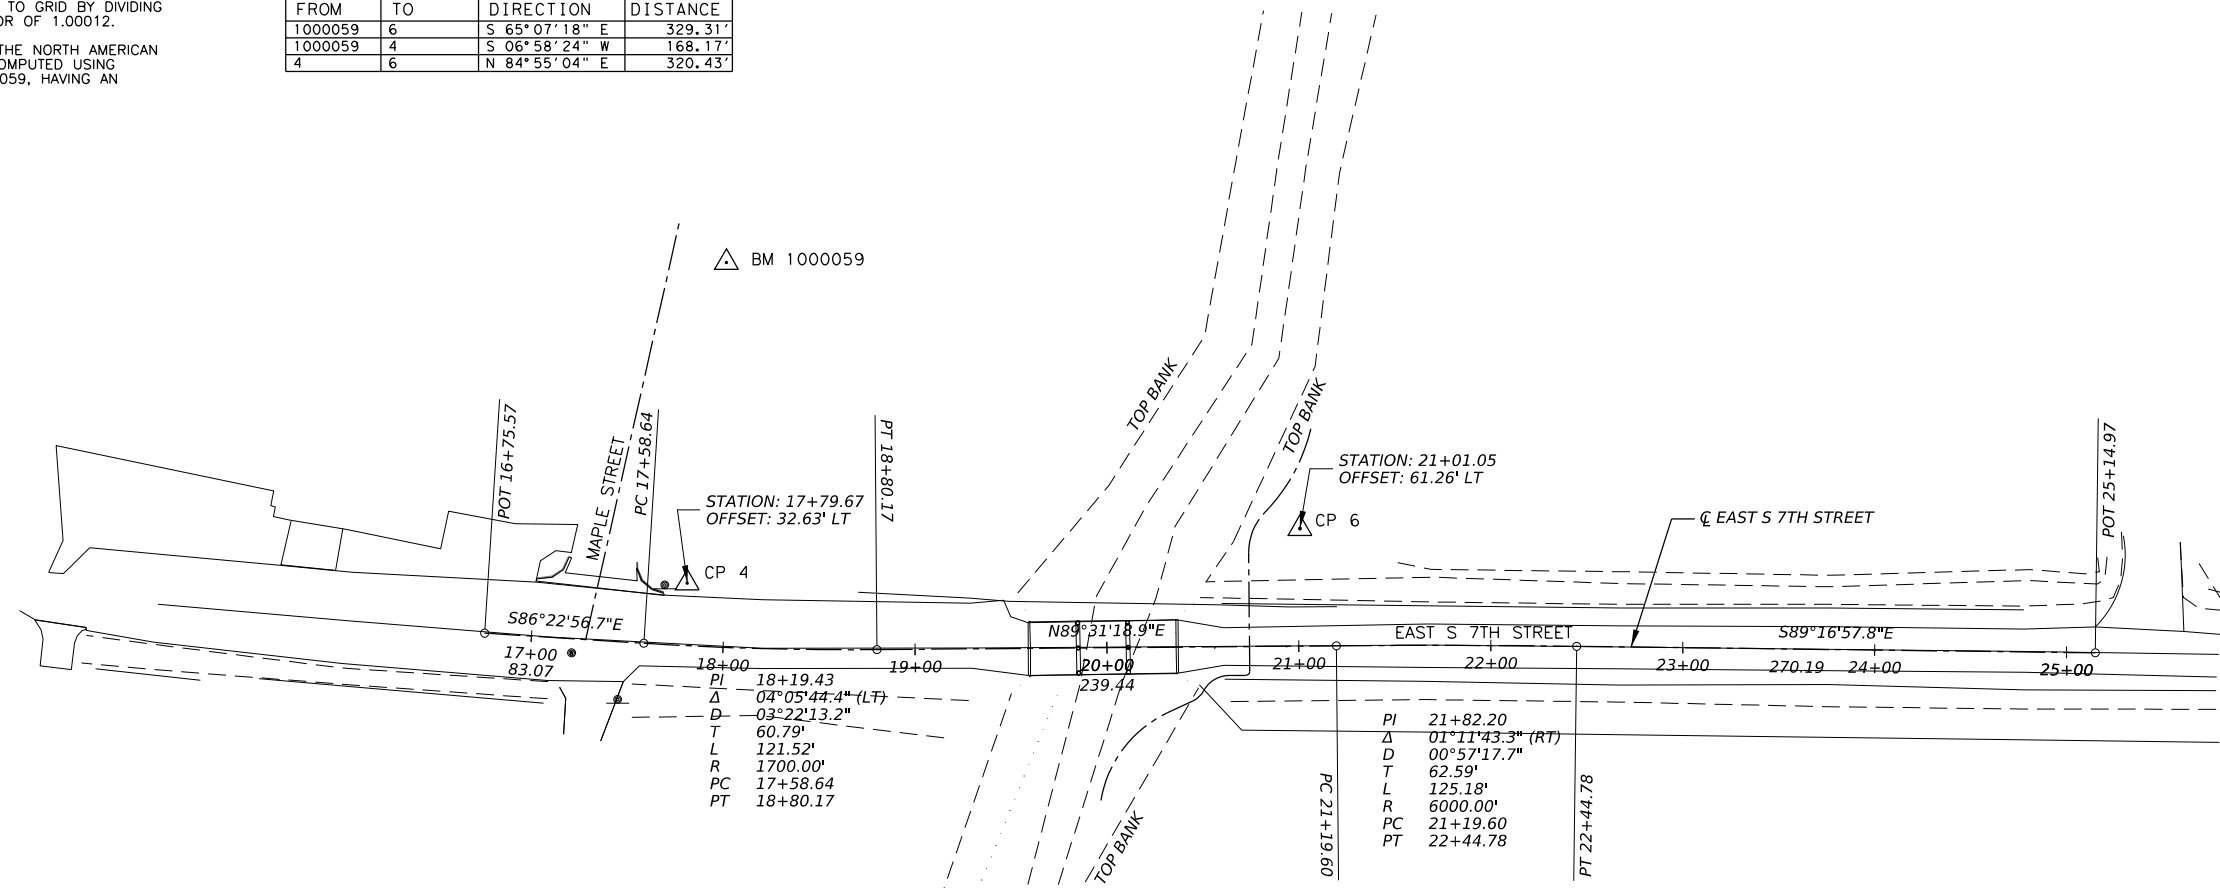 TO GRID BY DIVIDING
OR OF 1.00012.
THE NORTH AMERICAN
OMPUTED USING
059, HAVING AN
FROM TO DIRECTION DISTANCE
1000059 6 S 65°07'18" E 329.31'
1000059 4 S 06°58'24" W 168.17'
4 6 N 84°55'04" E 320.43'
BM 1000059
TOP BANK
TOP BANK
POT 16+75.57
MAPLE STREET
PC 17+58.64
PT 18+80.17
STATION: 17+79.67
OFFSET: 32.63' LT
CP 4
STATION: 21+01.05
OFFSET: 61.26' LT
CP 6
℄ EAST S 7TH STREET
POT 25+14.97
S86°22'56.7"E
N89°31'18.9"E
EAST S 7TH STREET
S89°16'57.8"E
17+00
18+00
19+00
20+00
21+00
22+00
23+00
270.19
24+00
25+00
83.07
239.44
PI 18+19.43
Δ 04°05'44.4" (LT)
D 03°22'13.2"
T 60.79'
L 121.52'
R 1700.00'
PC 17+58.64
PT 18+80.17
PI 21+82.20
Δ 01°11'43.3" (RT)
D 00°57'17.7"
T 62.59'
L 125.18'
R 6000.00'
PC 21+19.60
PT 22+44.78
TOP BANK
PC 21+19.60
PT 22+44.78